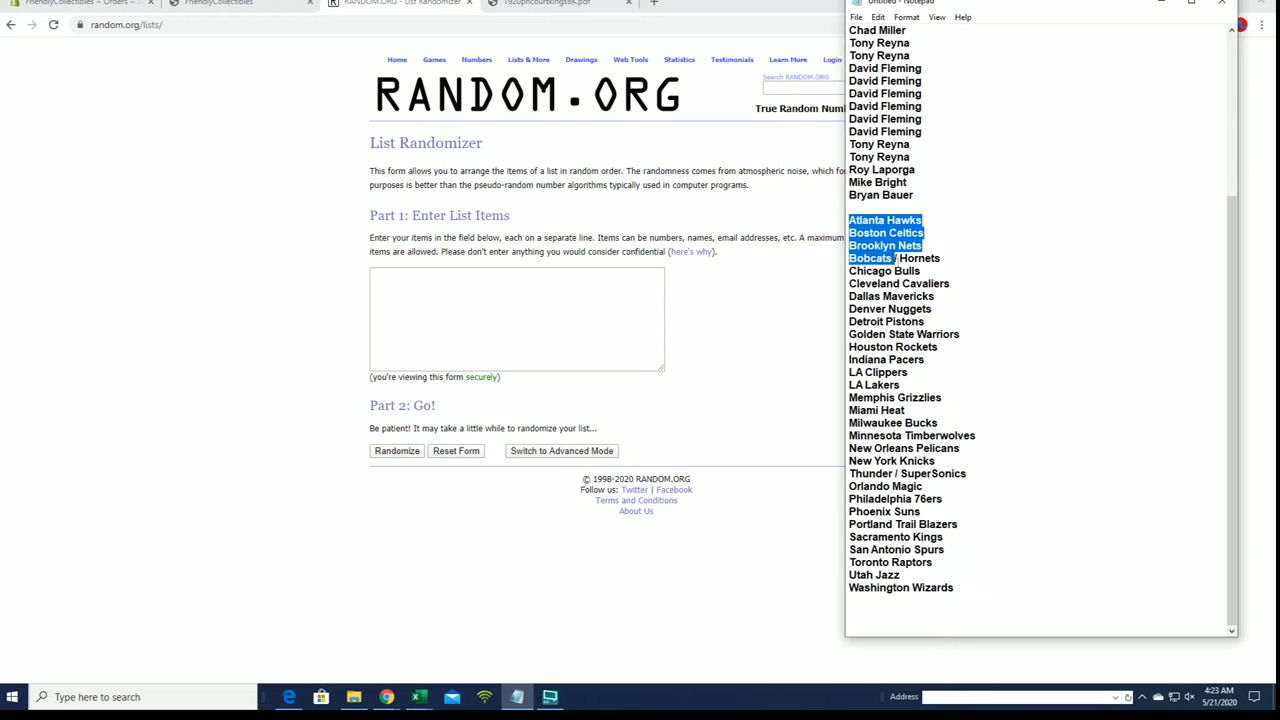 FriendlyCollectibles - Orders -
FriendlyCollectibles
RANDOM.ORG - List Randomizer
1920phcourtkings8K.pdf
random.org/lists/
Home Games Numbers Lists & More Drawings Web Tools Statistics Testimonials Learn More Login
Search RANDOM.ORG
RANDOM.ORG
True Random Num
List Randomizer
This form allows you to arrange the items of a list in random order. The randomness comes from atmospheric noise, which for
purposes is better than the pseudo-random number algorithms typically used in computer programs.
Part 1: Enter List Items
Enter your items in the field below, each on a separate line. Items can be numbers, names, email addresses, etc. A maximum
items are allowed. Please don't enter anything you would consider confidential (here's why).
(you're viewing this form securely)
Part 2: Go!
Be patient! It may take a little while to randomize your list...
Randomize Reset Form Switch to Advanced Mode
© 1998-2020 RANDOM.ORG
Follow us: Twitter | Facebook
Terms and Conditions
About Us
Untitled - Notepad
File Edit Format View Help
Chad Miller
Tony Reyna
Tony Reyna
David Fleming
David Fleming
David Fleming
David Fleming
David Fleming
David Fleming
Tony Reyna
Tony Reyna
Roy Laporga
Mike Bright
Bryan Bauer
Atlanta Hawks
Boston Celtics
Brooklyn Nets
Bobcats / Hornets
Chicago Bulls
Cleveland Cavaliers
Dallas Mavericks
Denver Nuggets
Detroit Pistons
Golden State Warriors
Houston Rockets
Indiana Pacers
LA Clippers
LA Lakers
Memphis Grizzlies
Miami Heat
Milwaukee Bucks
Minnesota Timberwolves
New Orleans Pelicans
New York Knicks
Thunder / SuperSonics
Orlando Magic
Philadelphia 76ers
Phoenix Suns
Portland Trail Blazers
Sacramento Kings
San Antonio Spurs
Toronto Raptors
Utah Jazz
Washington Wizards
Type here to search
Address
4:23 AM
5/21/2020